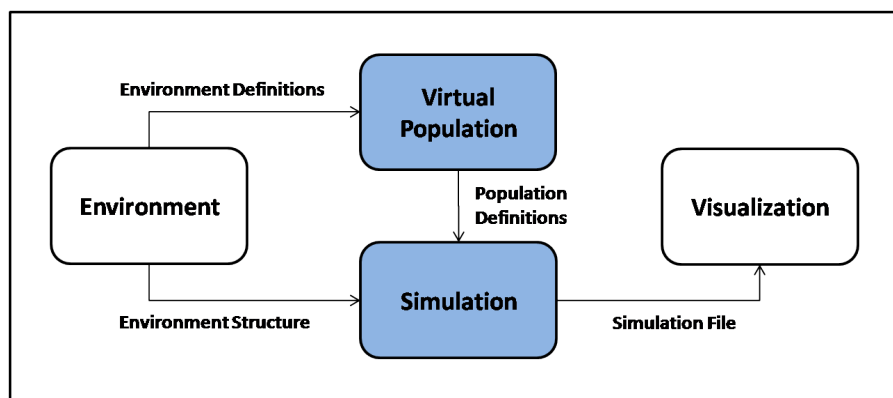 Environment Definitions
Virtual
Population
Environment
Population
Definitions
Visualization
Simulation
Environment Structure
Simulation File